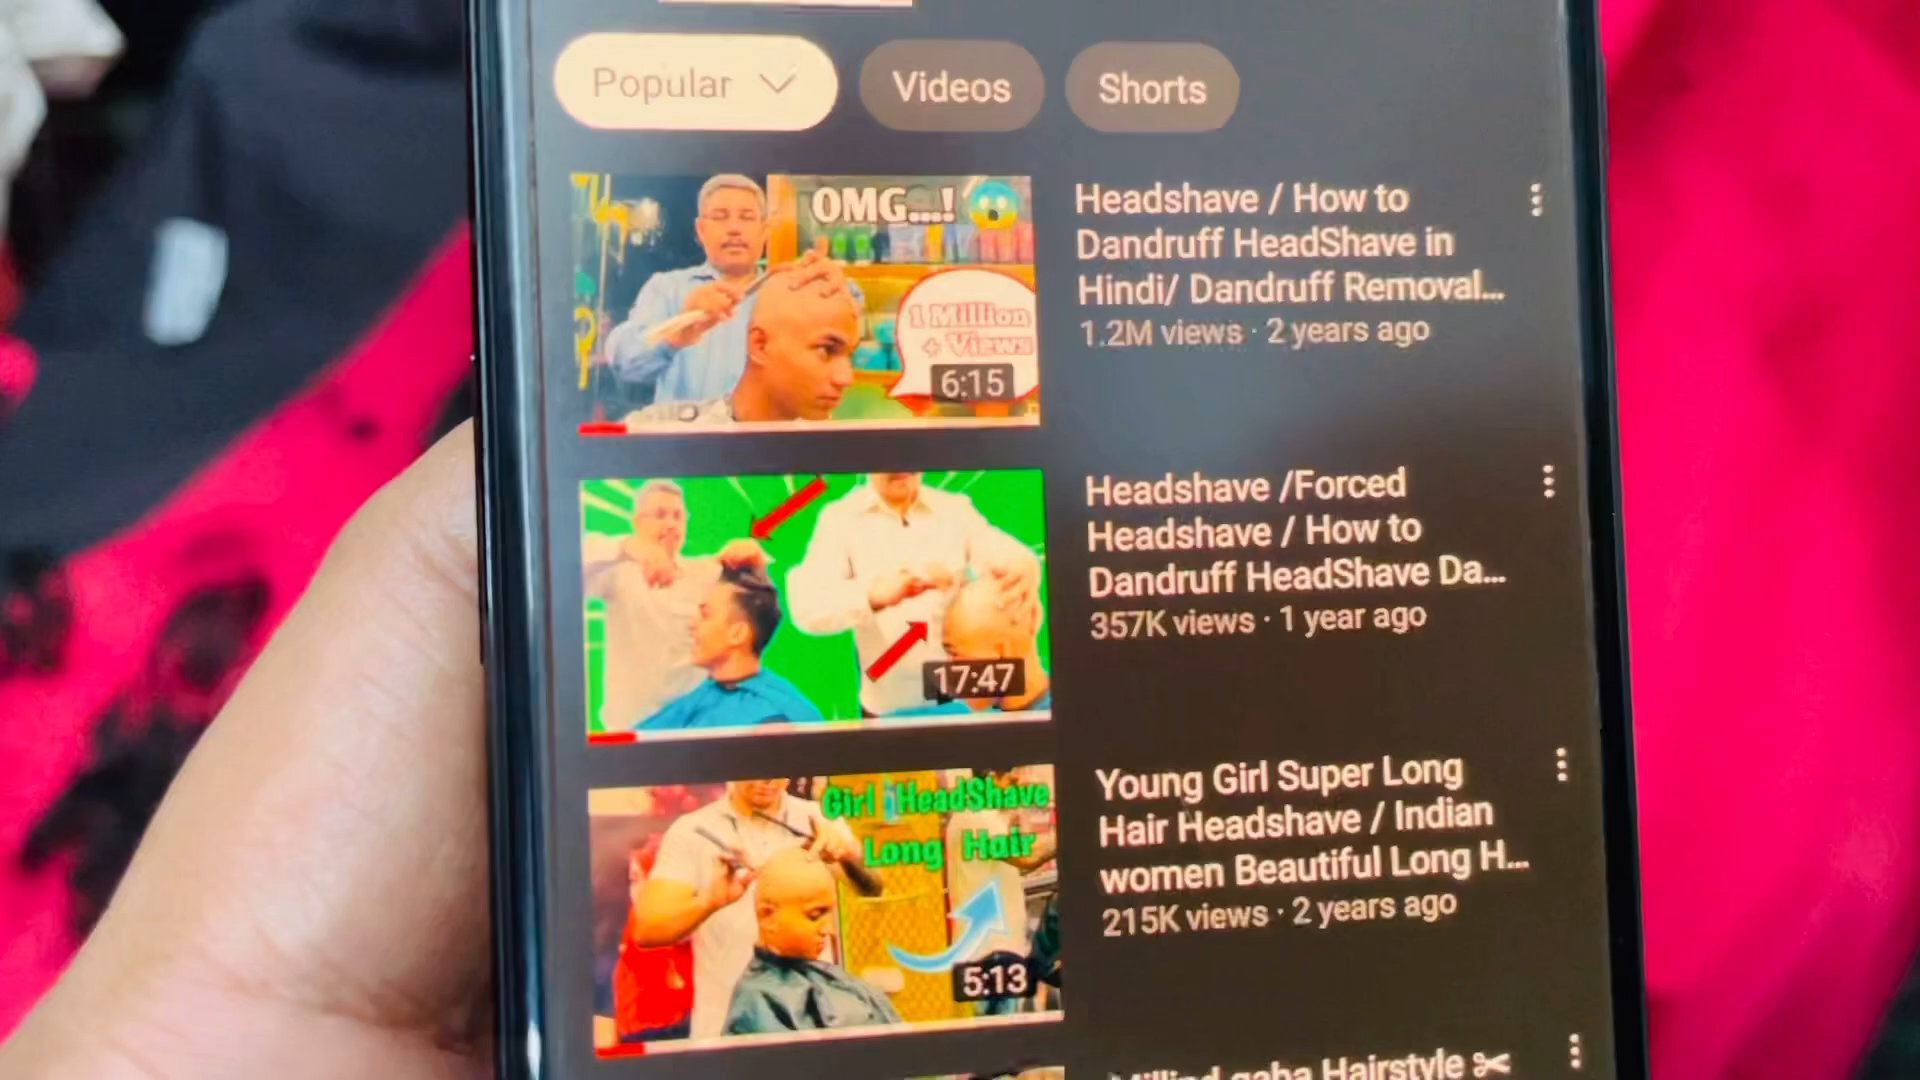 Popular
Videos
Shorts
OMG...!
1 Million
+ Views
6:15
Headshave / How to
Dandruff HeadShave in
Hindi/ Dandruff Removal...
1.2M views · 2 years ago
17:47
Headshave /Forced
Headshave / How to
Dandruff HeadShave Da...
357K views · 1 year ago
Girl HeadShave
Long Hair
5:13
Young Girl Super Long
Hair Headshave / Indian
women Beautiful Long H...
215K views · 2 years ago
gaba Hairstyle ✂